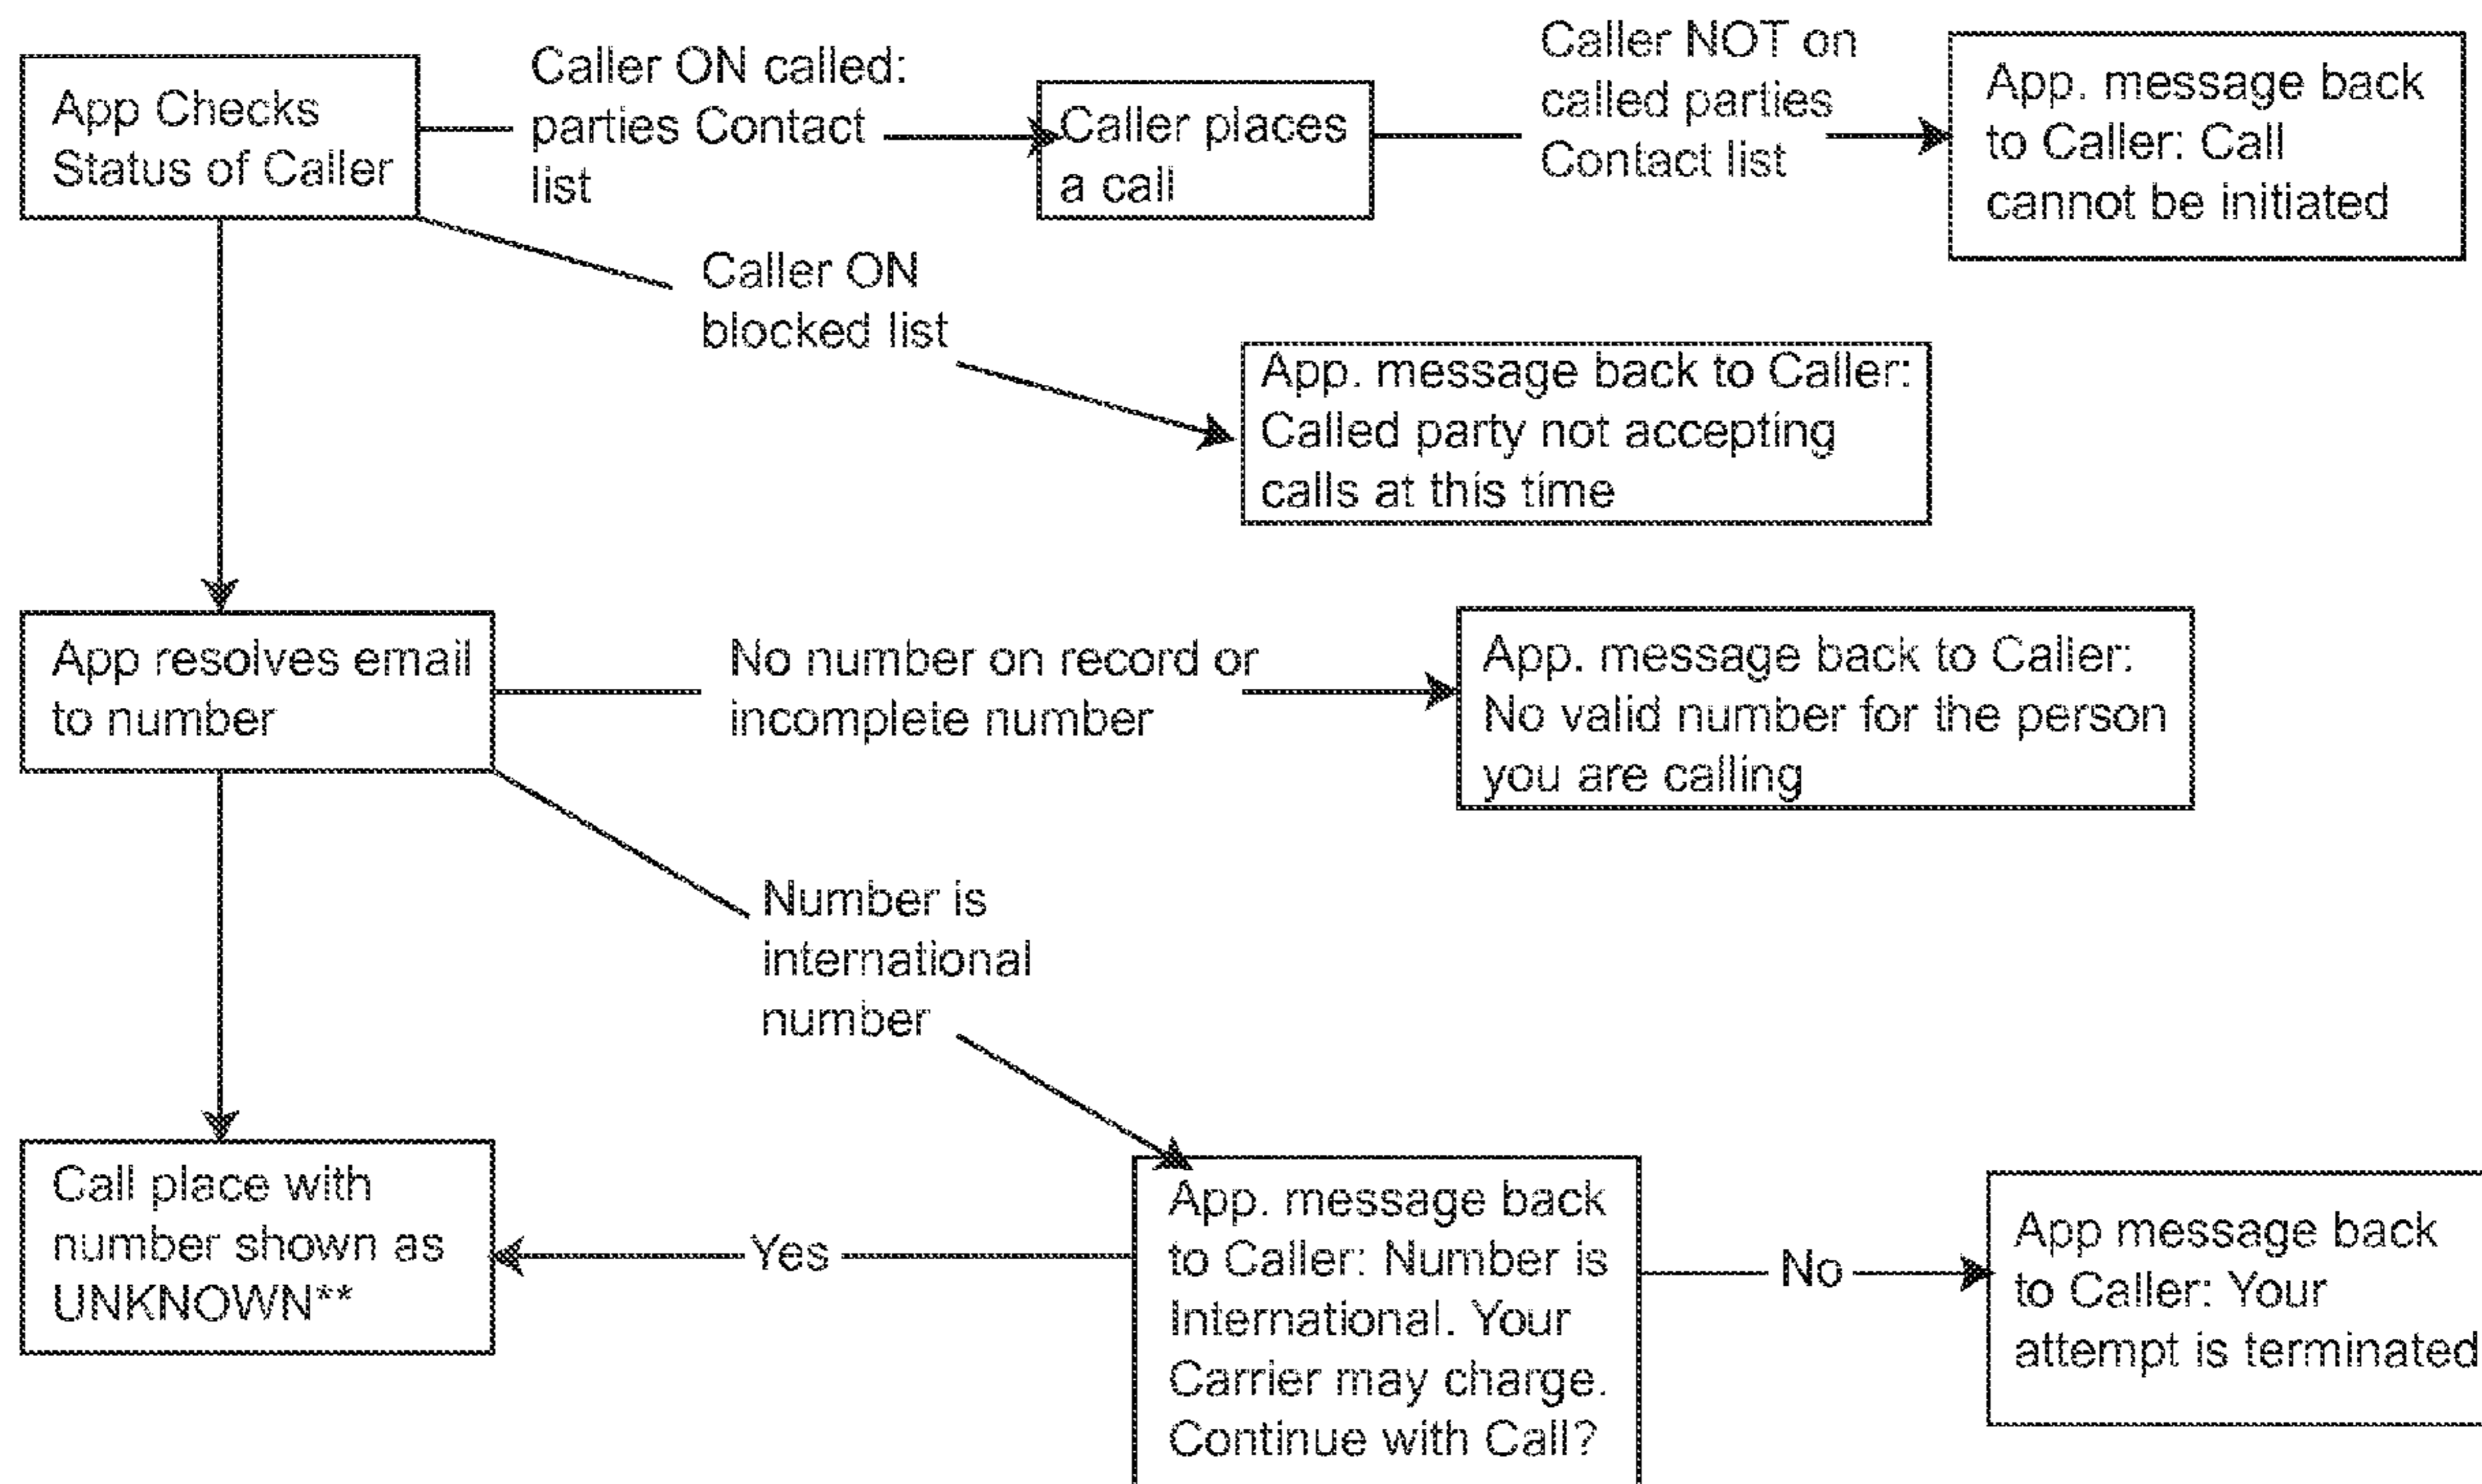 App Checks
Status of Caller
Caller ON called:
parties Contact
list
Caller places
a call
Caller NOT on
called parties
Contact list
App. message back
to Caller: Call
cannot be initiated
Caller ON
blocked list
App. message back to Caller:
Called party not accepting
calls at this time
App resolves email
to number
No number on record or
incomplete number
App. message back to Caller:
No valid number for the person
you are calling
Number is
international
number
Call place with
number shown as
UNKNOWN**
Yes
App. message back
to Caller: Number is
International. Your
Carrier may charge.
Continue with Call?
No
App message back
to Caller: Your
attempt is terminated